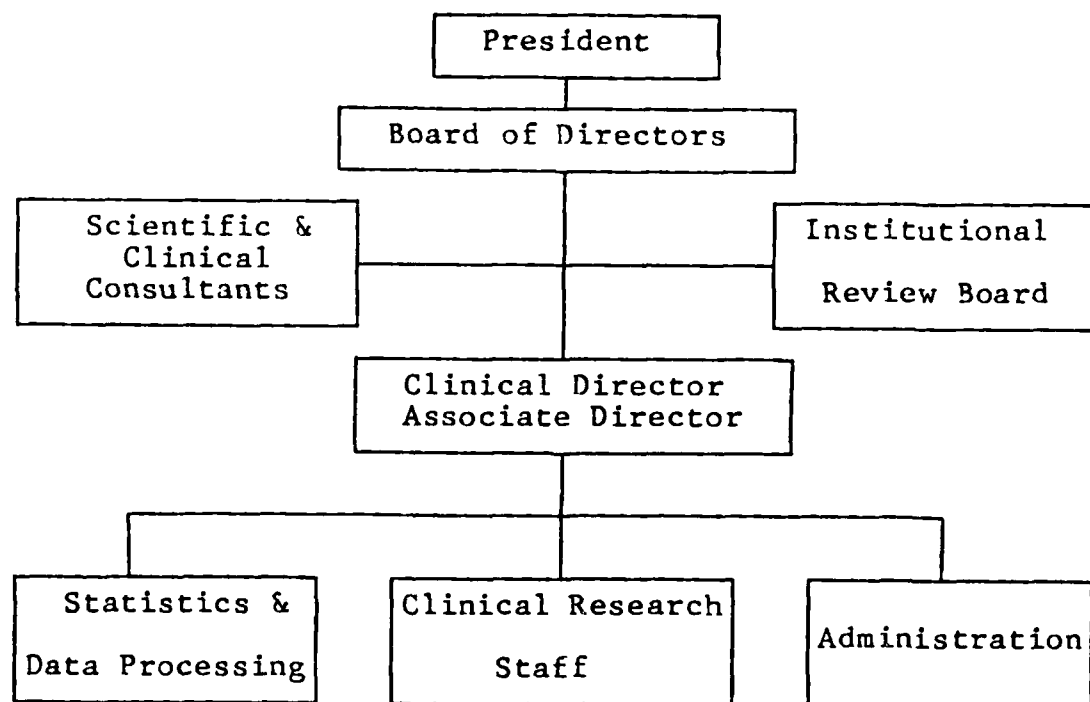 President
Board of Directors
Scientific &
Clinical
Consultants
Institutional
Review Board
Clinical Director
Associate Director
Statistics &
Data Processing
Clinical Research
Staff
Administration